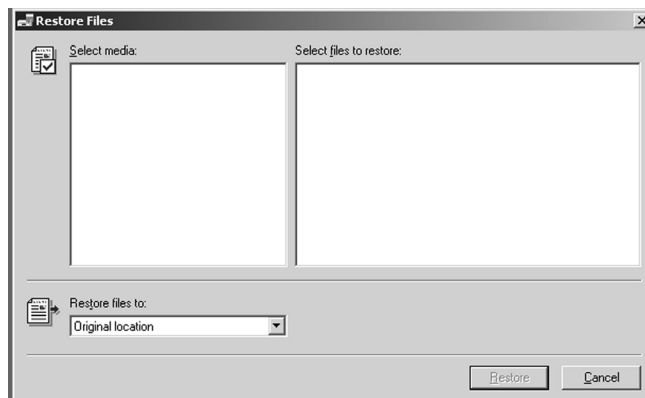 Restore Files
Select media:
Select files to restore:
Restore files to:
Original location
Restore
Cancel